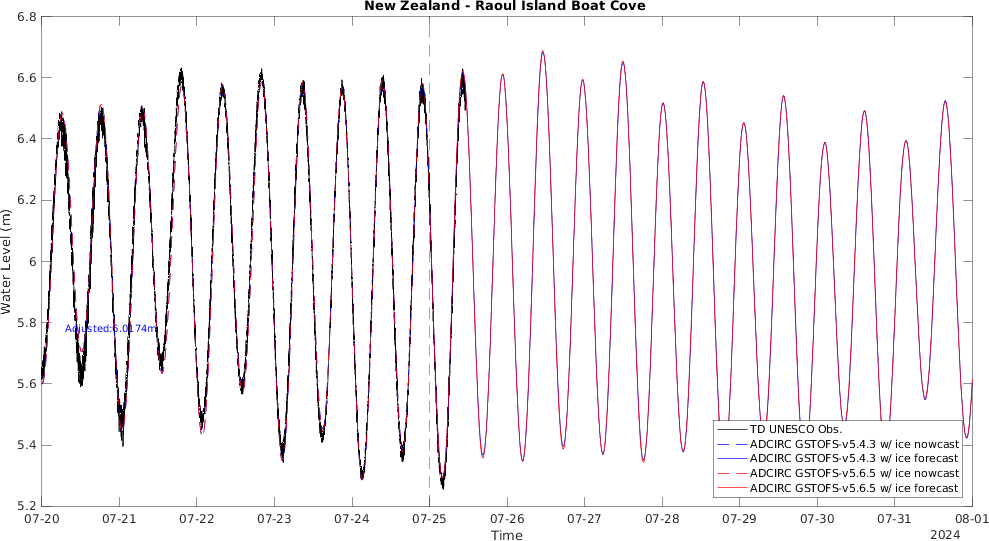 New Zealand - Raoul Island Boat Cove
6.8
6.6
6.4
6.2
6
5.8
5.6
5.4
5.2
Water Level (m)
Adjusted:6.0174m
TD UNESCO Obs.
ADCIRC GSTOFS-v5.4.3 w/ ice nowcast
ADCIRC GSTOFS-v5.4.3 w/ ice forecast
ADCIRC GSTOFS-v5.6.5 w/ ice nowcast
ADCIRC GSTOFS-v5.6.5 w/ ice forecast
07-20 07-21 07-22 07-23 07-24 07-25 07-26 07-27 07-28 07-29 07-30 07-31 08-01
Time
2024